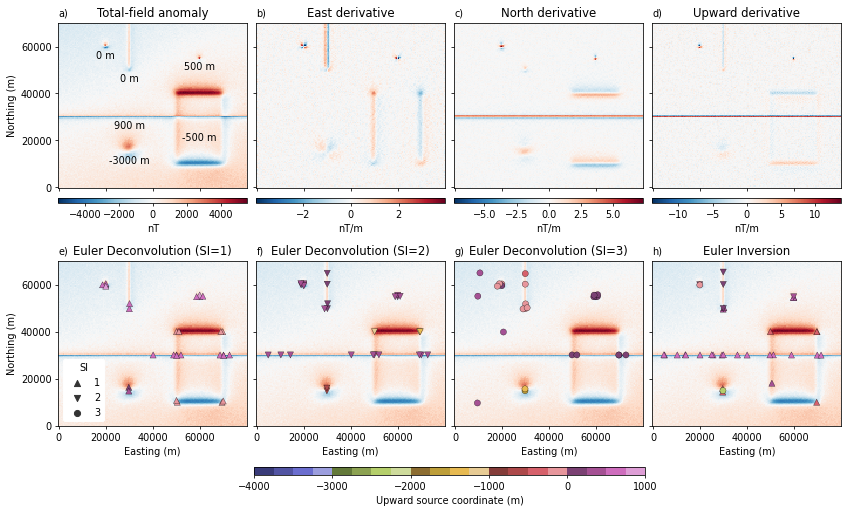 a) Total-field anomaly
b) East derivative
c) North derivative
d) Upward derivative
Northing (m)
60000
40000
20000
0
0 m
0 m
500 m
900 m
-500 m
-3000 m
−4000 −2000 0 2000 4000
nT
−2 0 2
nT/m
−5.0 −2.5 0.0 2.5 5.0
nT/m
−10 −5 0 5 10
nT/m
e) Euler Deconvolution (SI=1)
f) Euler Deconvolution (SI=2)
g) Euler Deconvolution (SI=3)
h) Euler Inversion
Northing (m)
60000
40000
20000
0
SI
1
2
3
0 20000 40000 60000
Easting (m)
0 20000 40000 60000
Easting (m)
0 20000 40000 60000
Easting (m)
0 20000 40000 60000
Easting (m)
−4000 −3000 −2000 −1000 0 1000
Upward source coordinate (m)